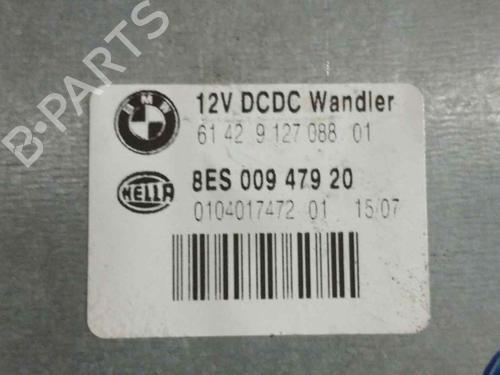 B-PARTS
BMW
12V DCDC Wandler
61 42 9 127 088 01
HELLA
8ES 009 479 20
0104017472 01 15/07